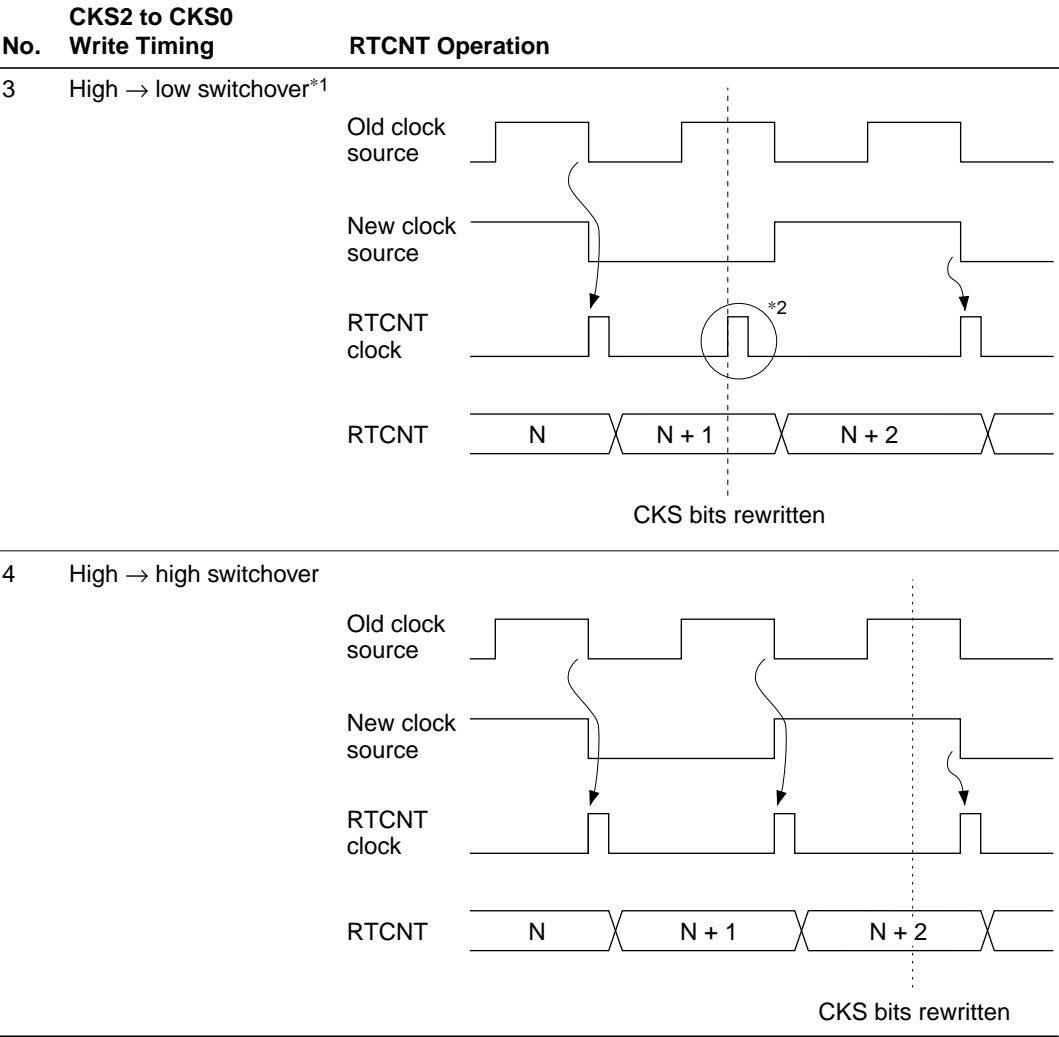 CKS2 to CKS0
No. Write Timing RTCNT Operation
3 High → low switchover*1
Old clock
source
New clock
source
*2
RTCNT
clock
RTCNT N N + 1 N + 2
CKS bits rewritten
4 High → high switchover
Old clock
source
New clock
source
RTCNT
clock
RTCNT N N + 1 N + 2
CKS bits rewritten